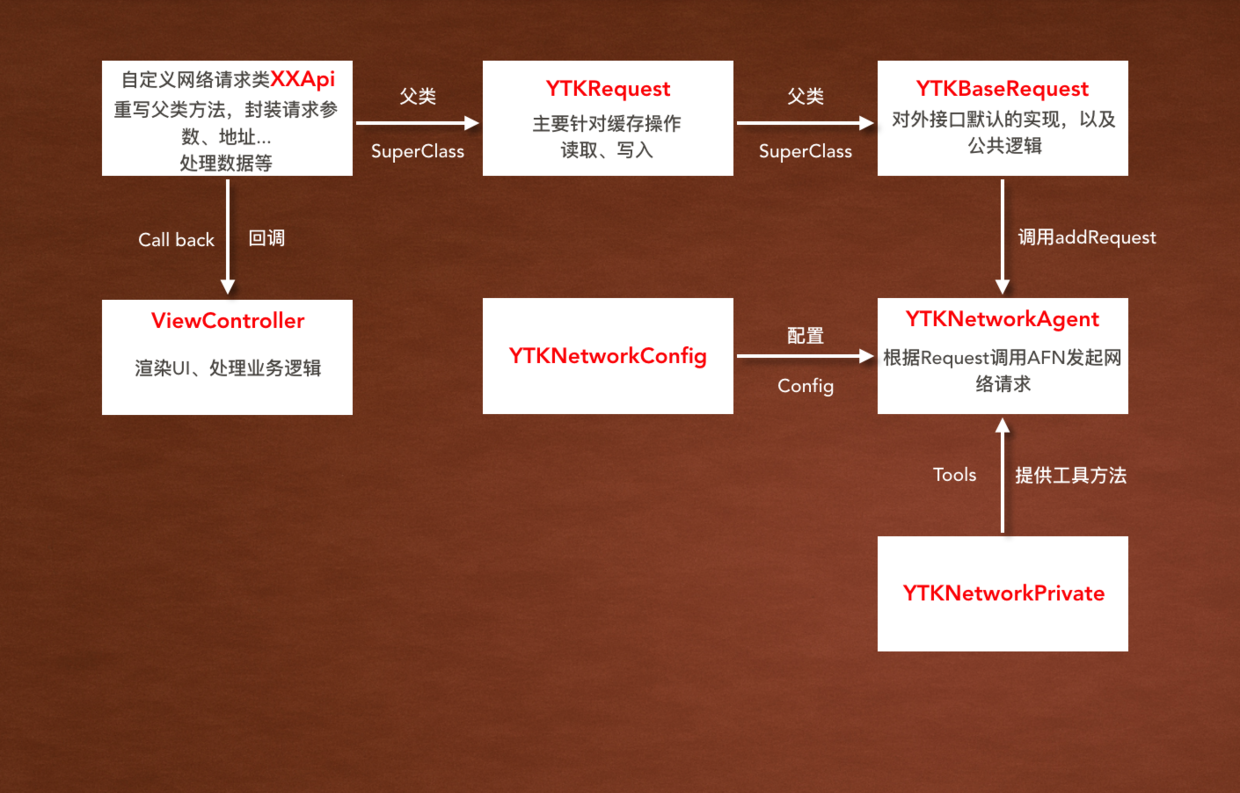 自定义网络请求类XXApi
重写父类方法，封装请求参
数、地址...
处理数据等
父类
SuperClass
YTKRequest
主要针对缓存操作
读取、写入
父类
SuperClass
YTKBaseRequest
对外接口默认的实现，以及
公共逻辑
Call back
回调
调用addRequest
ViewController
渲染UI、处理业务逻辑
YTKNetworkConfig
配置
Config
YTKNetworkAgent
根据Request调用AFN发起网
络请求
Tools
提供工具方法
YTKNetworkPrivate